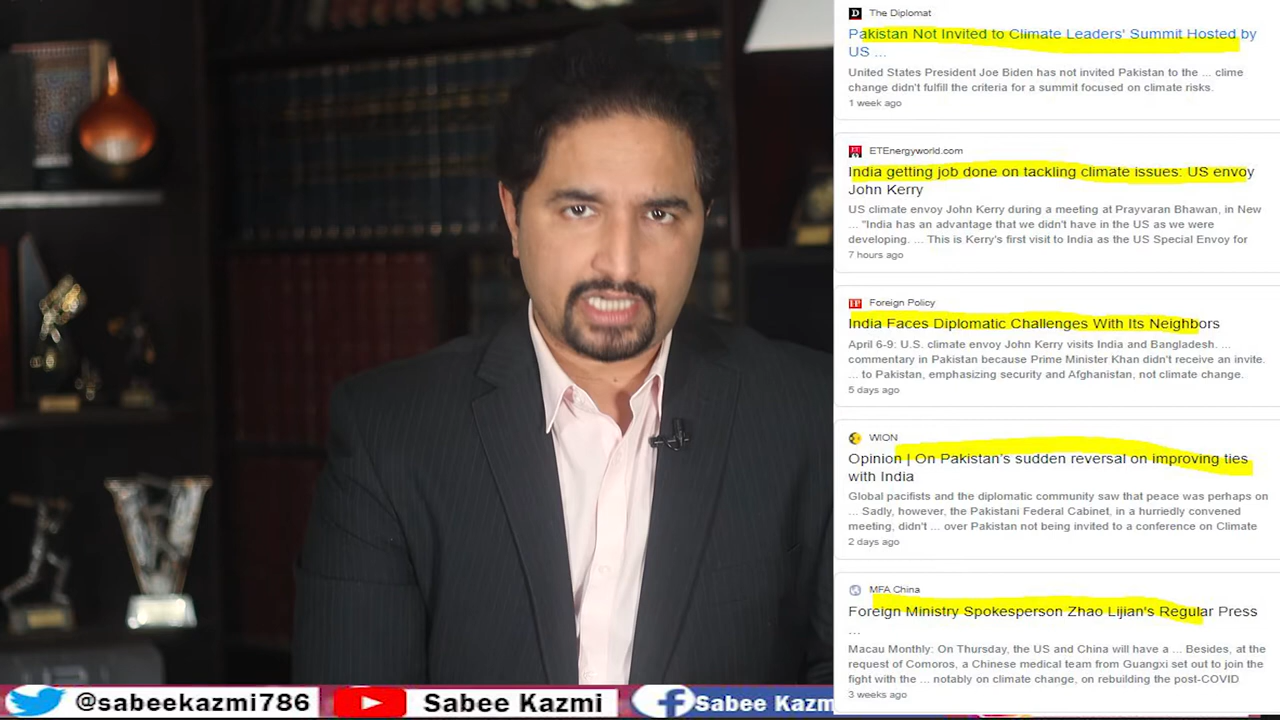 The Diplomat
Pakistan Not Invited to Climate Leaders' Summit Hosted by
US ...
United States President Joe Biden has not invited Pakistan to the ... clime
change didn't fulfill the criteria for a summit focused on climate risks.
1 week ago
ETEnergyworld.com
India getting job done on tackling climate issues: US envoy
John Kerry
US climate envoy John Kerry during a meeting at Prayvaran Bhawan, in New
... "India has an advantage that we didn't have in the US as we were
developing. ... This is Kerry's first visit to India as the US Special Envoy for
7 hours ago
Foreign Policy
India Faces Diplomatic Challenges With Its Neighbors
April 6-9: U.S. climate envoy John Kerry visits India and Bangladesh. ...
commentary in Pakistan because Prime Minister Khan didn't receive an invite.
... to Pakistan, emphasizing security and Afghanistan, not climate change.
5 days ago
WION
Opinion | On Pakistan's sudden reversal on improving ties
with India
Global pacifists and the diplomatic community saw that peace was perhaps on
... Sadly, however, the Pakistani Federal Cabinet, in a hurriedly convened
meeting, didn't ... over Pakistan not being invited to a conference on Climate
2 days ago
MFA China
Foreign Ministry Spokesperson Zhao Lijian's Regular Press
...
Macau Monthly: On Thursday, the US and China will have a ... Besides, at the
request of Comoros, a Chinese medical team from Guangxi set out to join the
fight with the ... notably on climate change, on rebuilding the post-COVID
3 weeks ago
@sabeekazmi786
Sabee Kazmi
Sabee Kazm